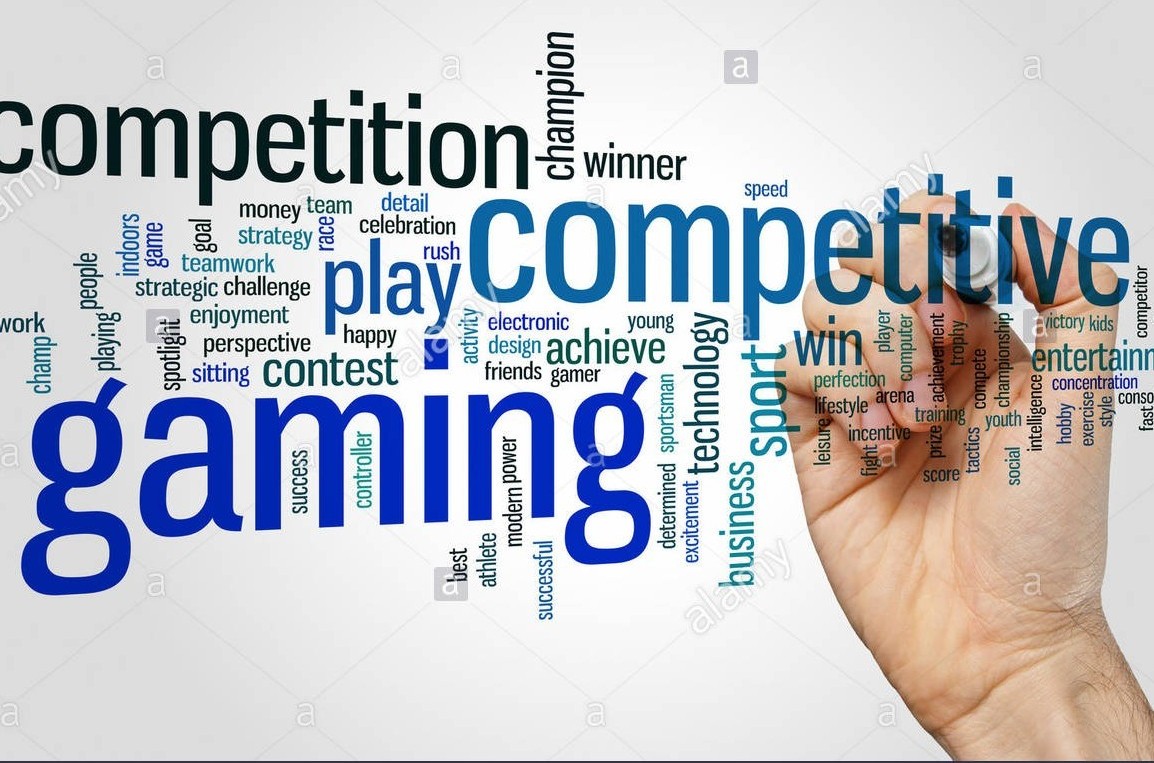 champion
competition
winner
speed
detail
money team
celebration
competitive
indoors
game
goal
strategy
race
rush
people
teamwork
play
strategic challenge
enjoyment
work
champ
playing
spotlight
perspective
happy
sitting
contest
activity
electronic
young
design
achieve
friends gamer
technology
sport
win
player
computer
achievement
trophy
compete
championship
victory kids
competitor
entertainm
perfection
arena
concentration
conso
fast
lifestyle
training
youth
intelligence
hobby
exercise
style
leisure
incentive
fight
prize
tactics
score
social
gaming
success
controller
modern power
sportsman
determined
excitement
business
best
athlete
successful
a
a
a
a
a
a
a
a
a
a
a
a
alamy
alamy
alamy